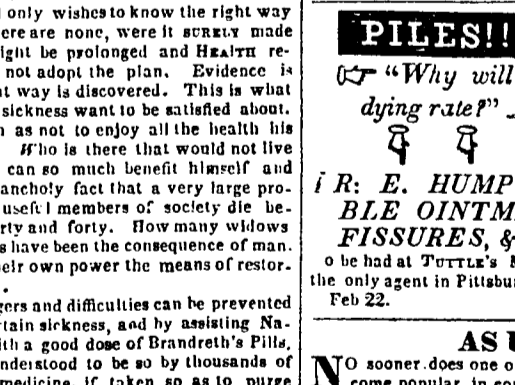 only wishes to know the right way
ere are none, were it SURELY made
ight be prolonged and HEALTH re-
not adopt the plan. Evidence is
t way is discovered. This is what
sickness want to be satisfied about.
as not to enjoy all the health his
Who is there that would not live
can so much benefit himself and
ancholy fact that a very large pro-
useful members of society die be-
rty and forty. How many widows
s have been the consequence of man-
eir own power the means of restor-
gers and difficulties can be prevented
rtain sickness, and by assisting Na-
ith a good dose of Brandreth's Pills.
nderstood to be so by thousands of
medicine, if taken so as to purge
PILES!!
"Why will
dying rate?"
R: E. HUMP
BLE OINTM
FISSURES, &
o be had at TUTTLE'S M
the only agent in Pittsbu
Feb 22.
AS U
NO sooner does one o
come popular, in co